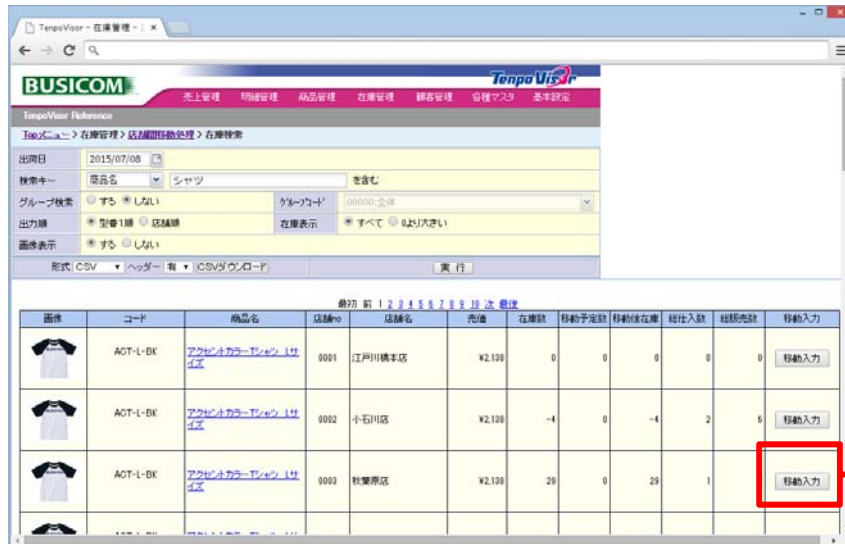 TenpoVisor - 在庫管理 -
BUSICOM
TenpoVisor
売上管理 明細管理 商品管理 在庫管理 顧客管理 各種マスタ 基本設定
TenpoVisor Reference
Topメニュー > 在庫管理 > 店舗間移動処理 > 在庫検索
出荷日 2015/07/08
検索キー 商品名 シャツ を含む
グループ検索 する しない グループコード 00000:全体
出力順 型番1順 店舗順 在庫表示 すべて 0より大きい
画像表示 する しない
形式 CSV ヘッダー 有 CSVダウンロード 実行
最初 前 1 2 3 4 5 6 7 8 9 10 次 最後
画像 コード 商品名 店舗no 店舗名 売価 在庫数 移動予定数 移動後在庫 総仕入数 総販売数 移動入力
ACT-L-BK アクセントカラーTシャツ Lサイズ 0001 江戸川橋本店 ¥2,138 0 0 0 0 0 移動入力
ACT-L-BK アクセントカラーTシャツ Lサイズ 0002 小石川店 ¥2,138 -4 0 -4 2 6 移動入力
ACT-L-BK アクセントカラーTシャツ Lサイズ 0003 秋葉原店 ¥2,138 29 0 29 1 移動入力